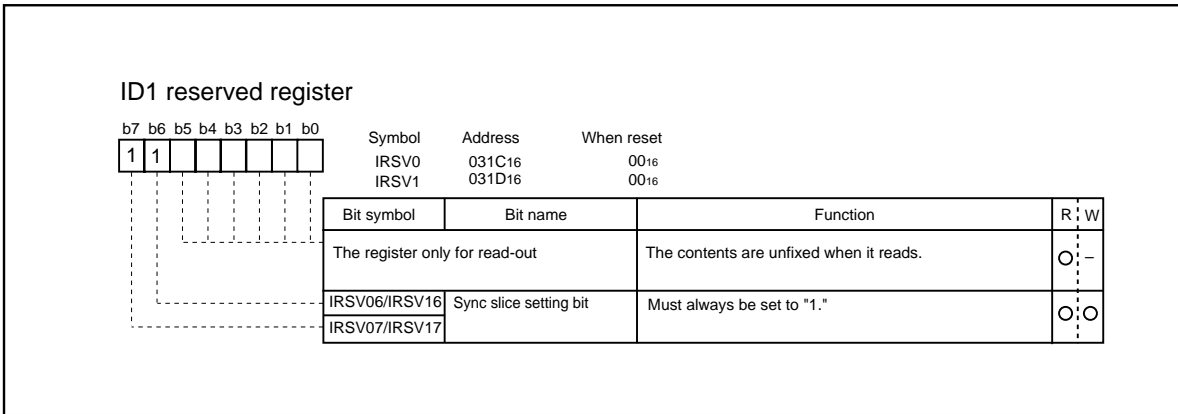 ID1 reserved register
b7 b6 b5 b4 b3 b2 b1 b0
1 1
Symbol Address When reset
IRSV0 031C16 0016
IRSV1 031D16 0016
Bit symbol Bit name Function R W
The register only for read-out The contents are unfixed when it reads. O –
IRSV06/IRSV16 Sync slice setting bit Must always be set to "1." O O
IRSV07/IRSV17